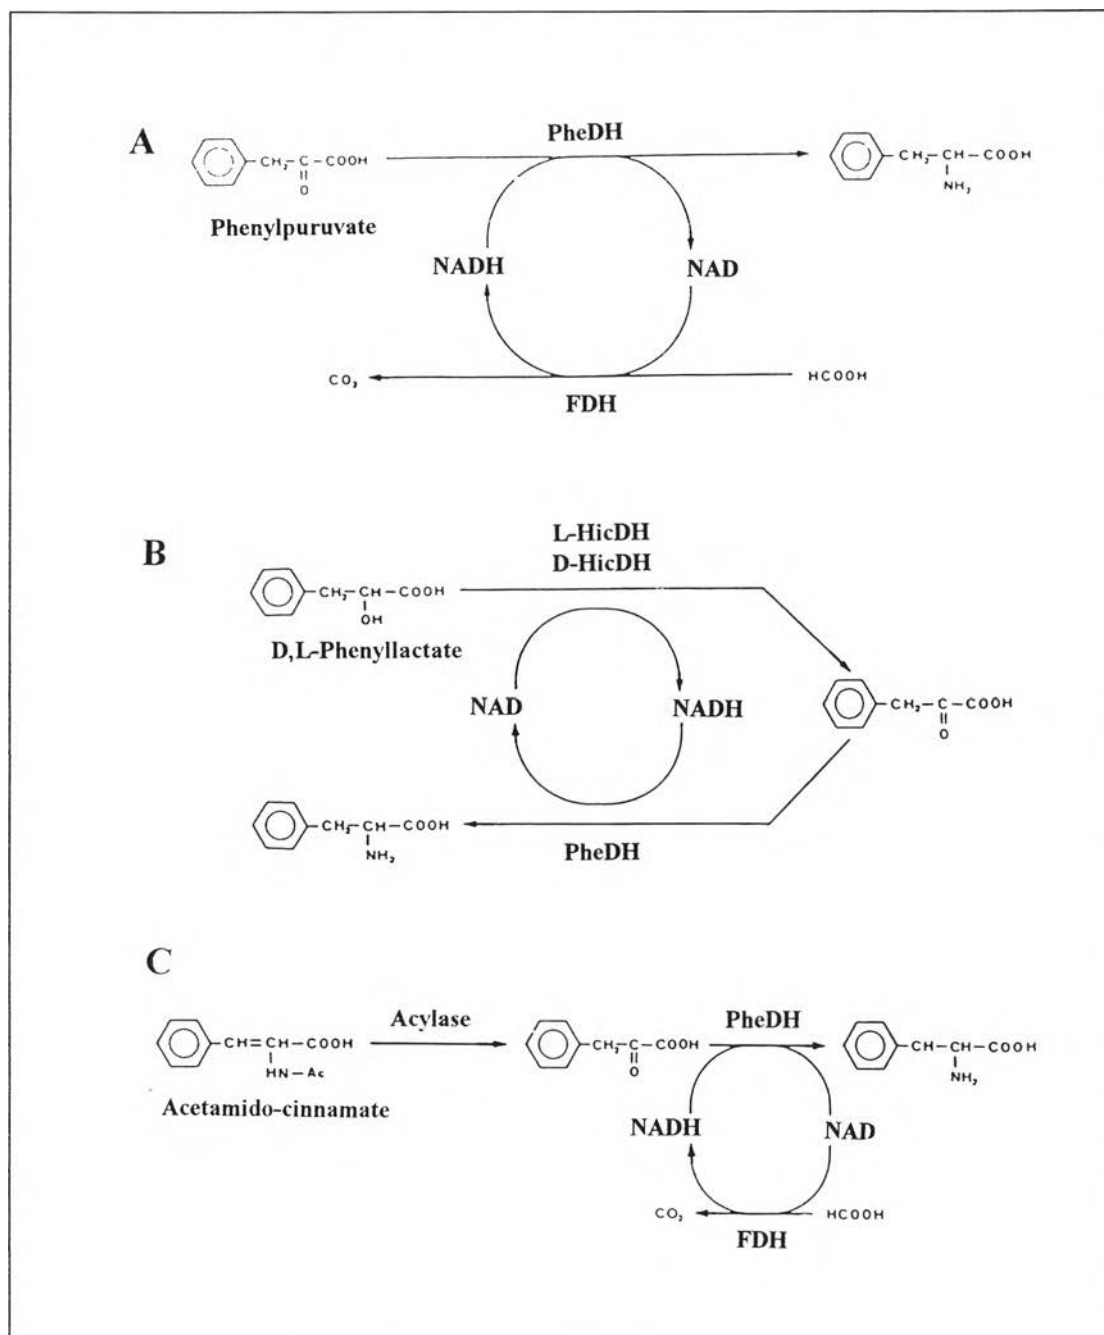 A
PheDH
CH2-C-COOH
O
CH2-CH-COOH
NH2
Phenylpuruvate
NADH
NAD
CO2
HCOOH
FDH
B
L-HicDH
D-HicDH
CH2-CH-COOH
OH
D,L-Phenyllactate
NAD
NADH
CH2-C-COOH
O
CH2-CH-COOH
NH2
PheDH
C
Acylase
PheDH
CH=CH-COOH
HN-Ac
CH2-C-COOH
O
CH-CH-COOH
NH2
Acetamido-cinnamate
NADH
NAD
CO2
HCOOH
FDH